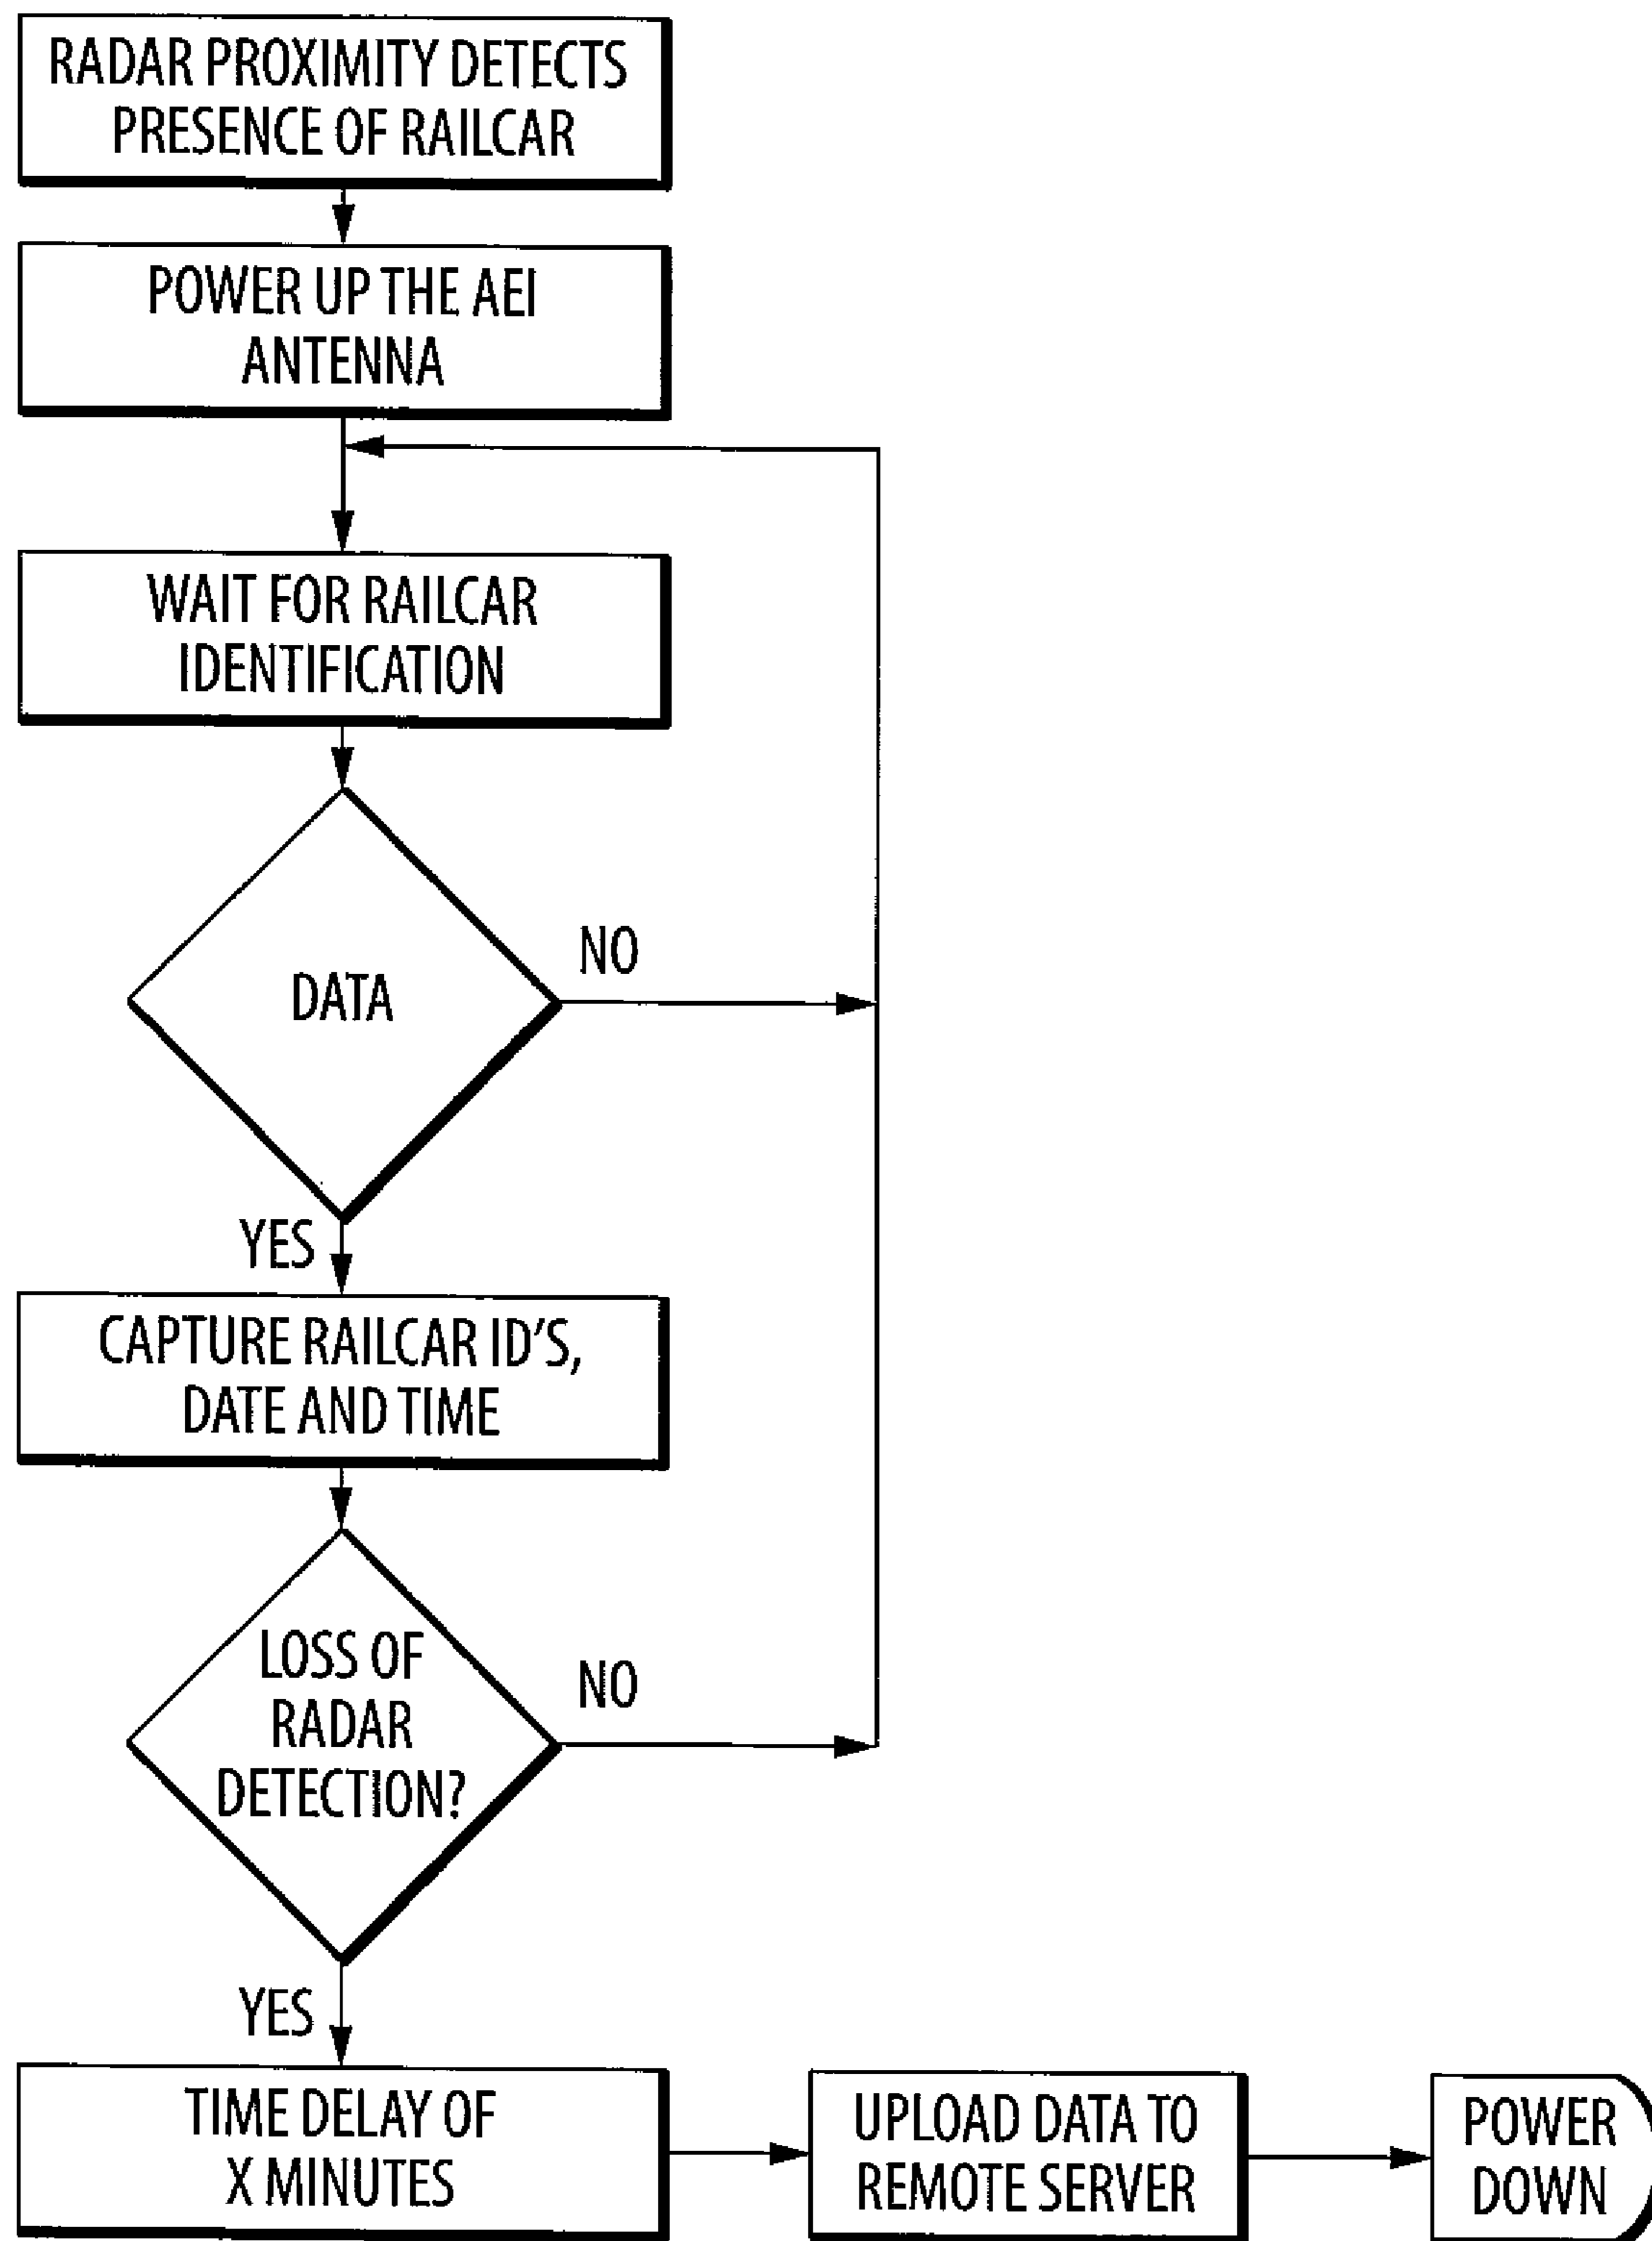 RADAR PROXIMITY DETECTS
PRESENCE OF RAILCAR
POWER UP THE AEI
ANTENNA
WAIT FOR RAILCAR
IDENTIFICATION
DATA
NO
YES
CAPTURE RAILCAR ID'S,
DATE AND TIME
LOSS OF
RADAR
DETECTION?
NO
YES
TIME DELAY OF
X MINUTES
UPLOAD DATA TO
REMOTE SERVER
POWER
DOWN